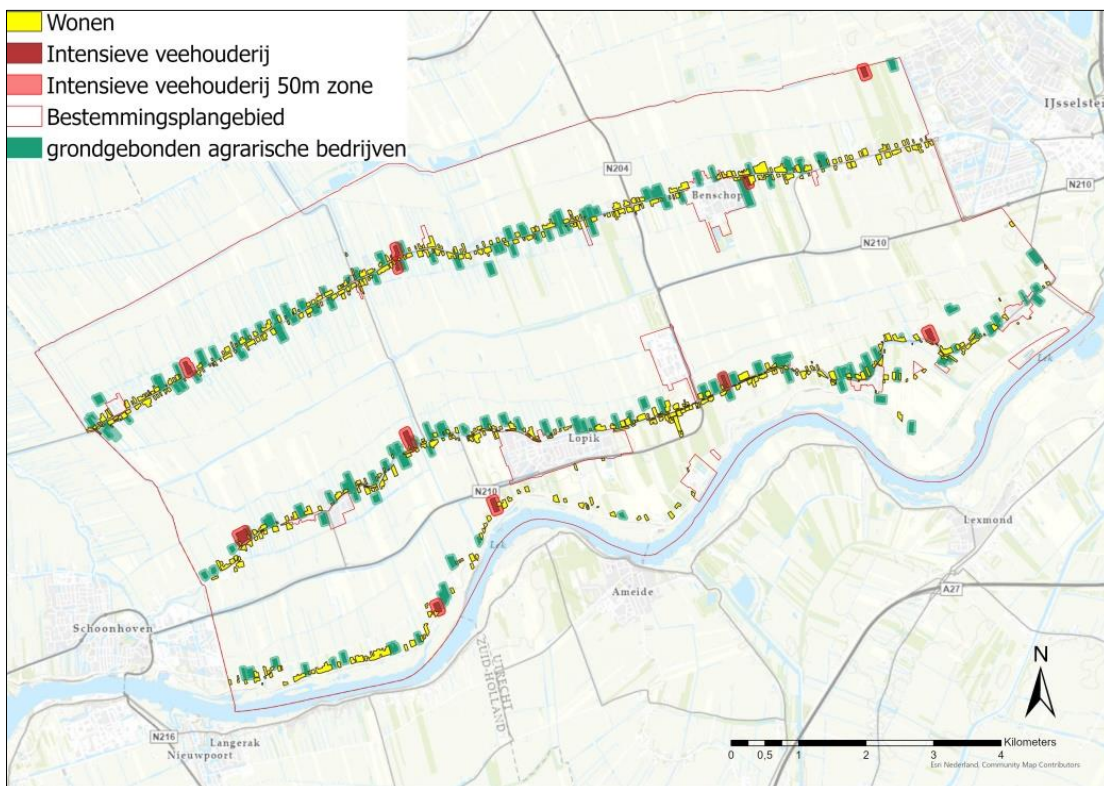 Wonen
Intensieve veehouderij
Intensieve veehouderij 50m zone
Bestemmingsplangebied
grondgebonden agrarische bedrijven
IJsselstein
N204
N210
Benschop
N210
Lek
Lopik
N210
Lek
Lexmond
Ameide
A27
Schoonhoven
UTRECHT
ZUID-HOLLAND
N
N216
Langerak
Nieuwpoort
Kilometers
0 0,5 1 2 3 4
Esri Nederland, Community Map Contributors